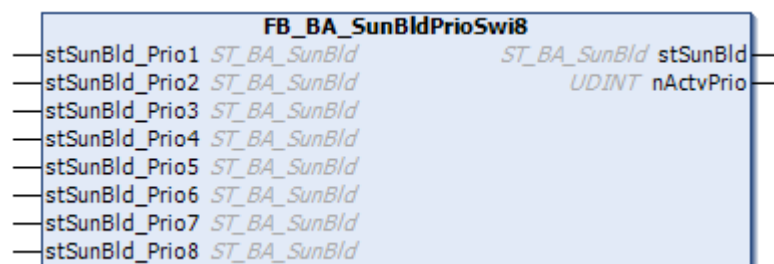 FB_BA_SunBldPrioSwi8
stSunBld_Prio1 ST_BA_SunBld ST_BA_SunBld stSunBld
stSunBld_Prio2 ST_BA_SunBld UDINT nActvPrio
stSunBld_Prio3 ST_BA_SunBld
stSunBld_Prio4 ST_BA_SunBld
stSunBld_Prio5 ST_BA_SunBld
stSunBld_Prio6 ST_BA_SunBld
stSunBld_Prio7 ST_BA_SunBld
stSunBld_Prio8 ST_BA_SunBld